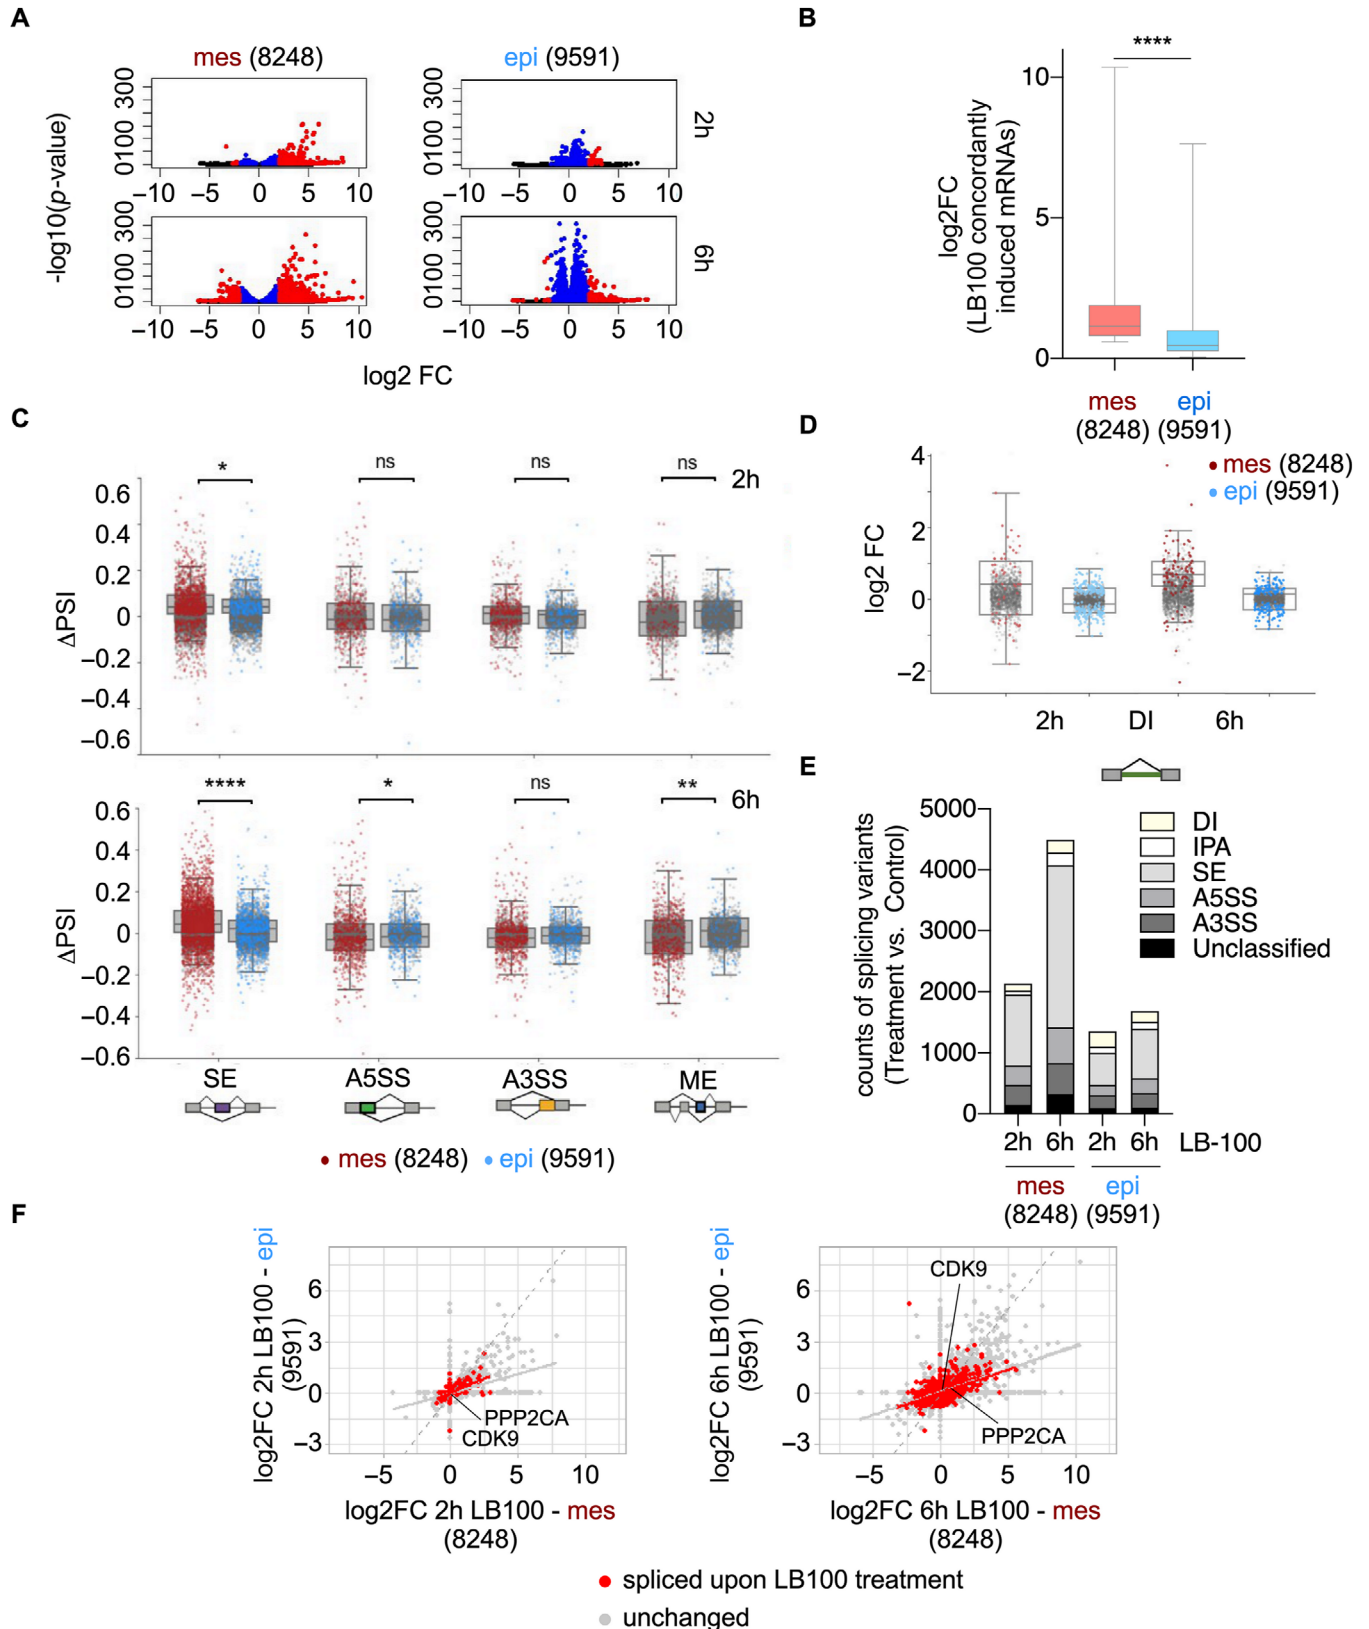 A
mes (8248)
epi (9591)
-log10(p-value)
0 100 300
0 100 300
2h
−10 −5 0 5 10
−10 −5 0 5 10
0 100 300
0 100 300
6h
−10 −5 0 5 10
−10 −5 0 5 10
log2 FC
B
****
log2FC
(LB100 concordantly
induced mRNAs)
10
5
0
mes
(8248)
epi
(9591)
C
* ns ns ns 2h
ΔPSI
0.6
0.4
0.2
0
−0.2
−0.4
−0.6
**** * ns ** 6h
ΔPSI
0.6
0.4
0.2
0
−0.2
−0.4
−0.6
SE A5SS A3SS ME
mes (8248) epi (9591)
D
mes (8248)
epi (9591)
log2 FC
4
2
0
−2
2h DI 6h
E
counts of splicing variants
(Treatment vs. Control)
5000
4000
3000
2000
1000
0
DI
IPA
SE
A5SS
A3SS
Unclassified
2h 6h 2h 6h LB-100
mes epi
(8248) (9591)
F
log2FC 2h LB100 - epi
(9591)
6
3
0
−3
PPP2CA
CDK9
−5 0 5 10
log2FC 2h LB100 - mes
(8248)
log2FC 6h LB100 - epi
(9591)
6
3
0
−3
CDK9
PPP2CA
−5 0 5 10
log2FC 6h LB100 - mes
(8248)
spliced upon LB100 treatment
unchanged